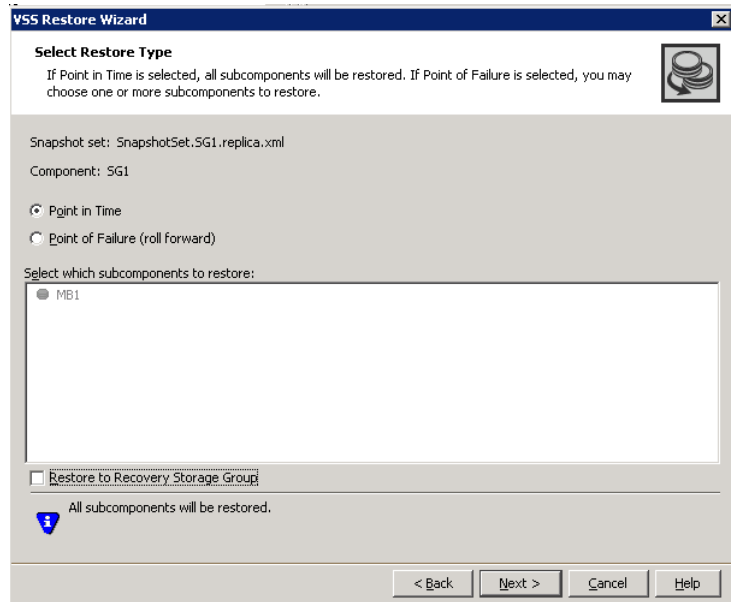 VSS Restore Wizard
Select Restore Type
If Point in Time is selected, all subcomponents will be restored. If Point of Failure is selected, you may
choose one or more subcomponents to restore.
Snapshot set: SnapshotSet.SG1.replica.xml
Component: SG1
Point in Time
Point of Failure (roll forward)
Select which subcomponents to restore:
MB1
Restore to Recovery Storage Group
All subcomponents will be restored.
< Back
Next >
Cancel
Help